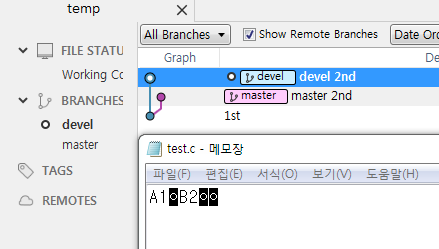 temp
All Branches
Show Remote Branches
Date Ord
Graph
De
FILE STATU
Working Co
BRANCHES
devel
master
TAGS
REMOTES
devel devel 2nd
master master 2nd
1st
test.c - 메모장
파일(F) 편집(E) 서식(O) 보기(V) 도움말(H)
A1◙B2◙◙